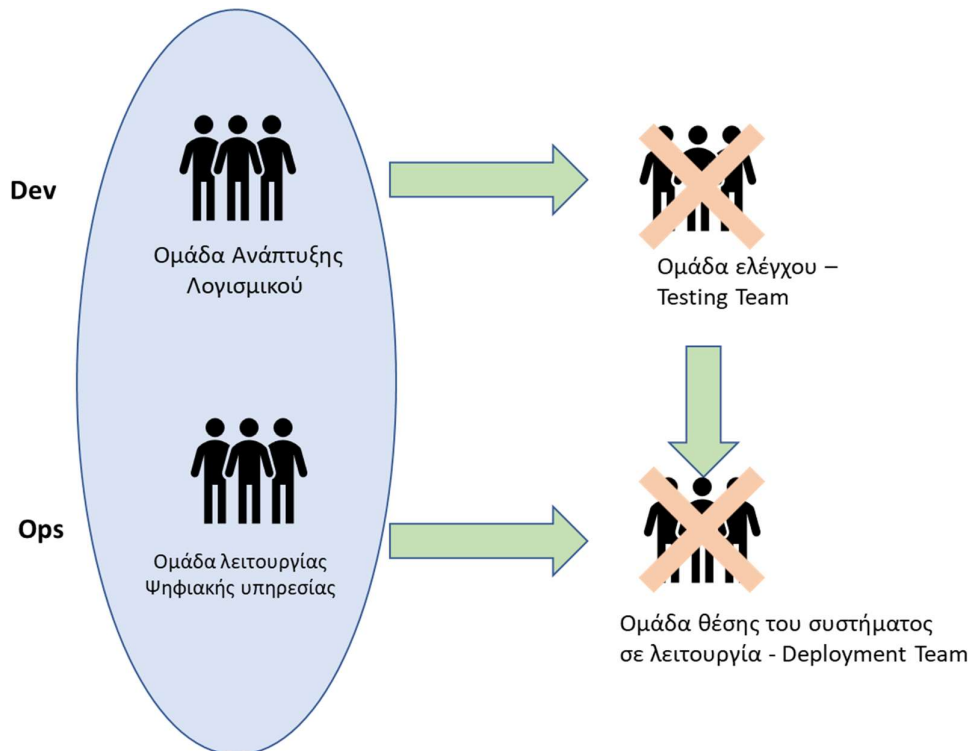 Dev
Ομάδα Ανάπτυξης
Λογισμικού
Ομάδα ελέγχου –
Testing Team
Ops
Ομάδα λειτουργίας
Ψηφιακής υπηρεσίας
Ομάδα θέσης του συστήματος
σε λειτουργία - Deployment Team